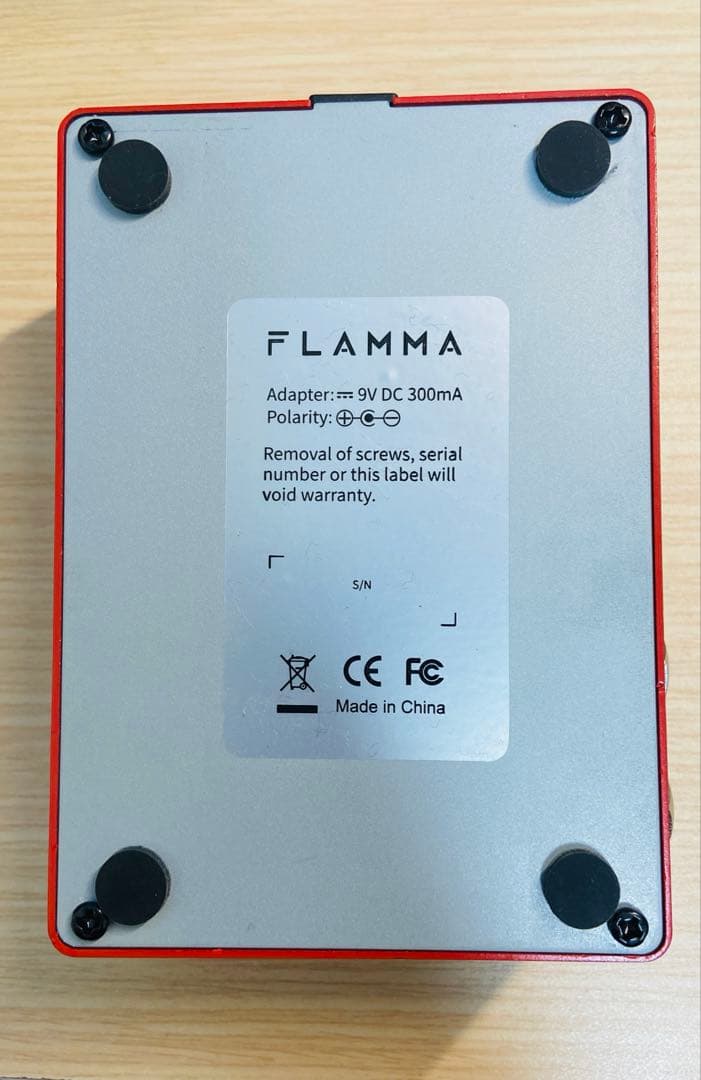 FLAMMA
Adapter: ⎓ 9V DC 300mA
Polarity: ⊕-⦿-⊖
Removal of screws, serial
number or this label will
void warranty.
S/N
CE FC
Made in China